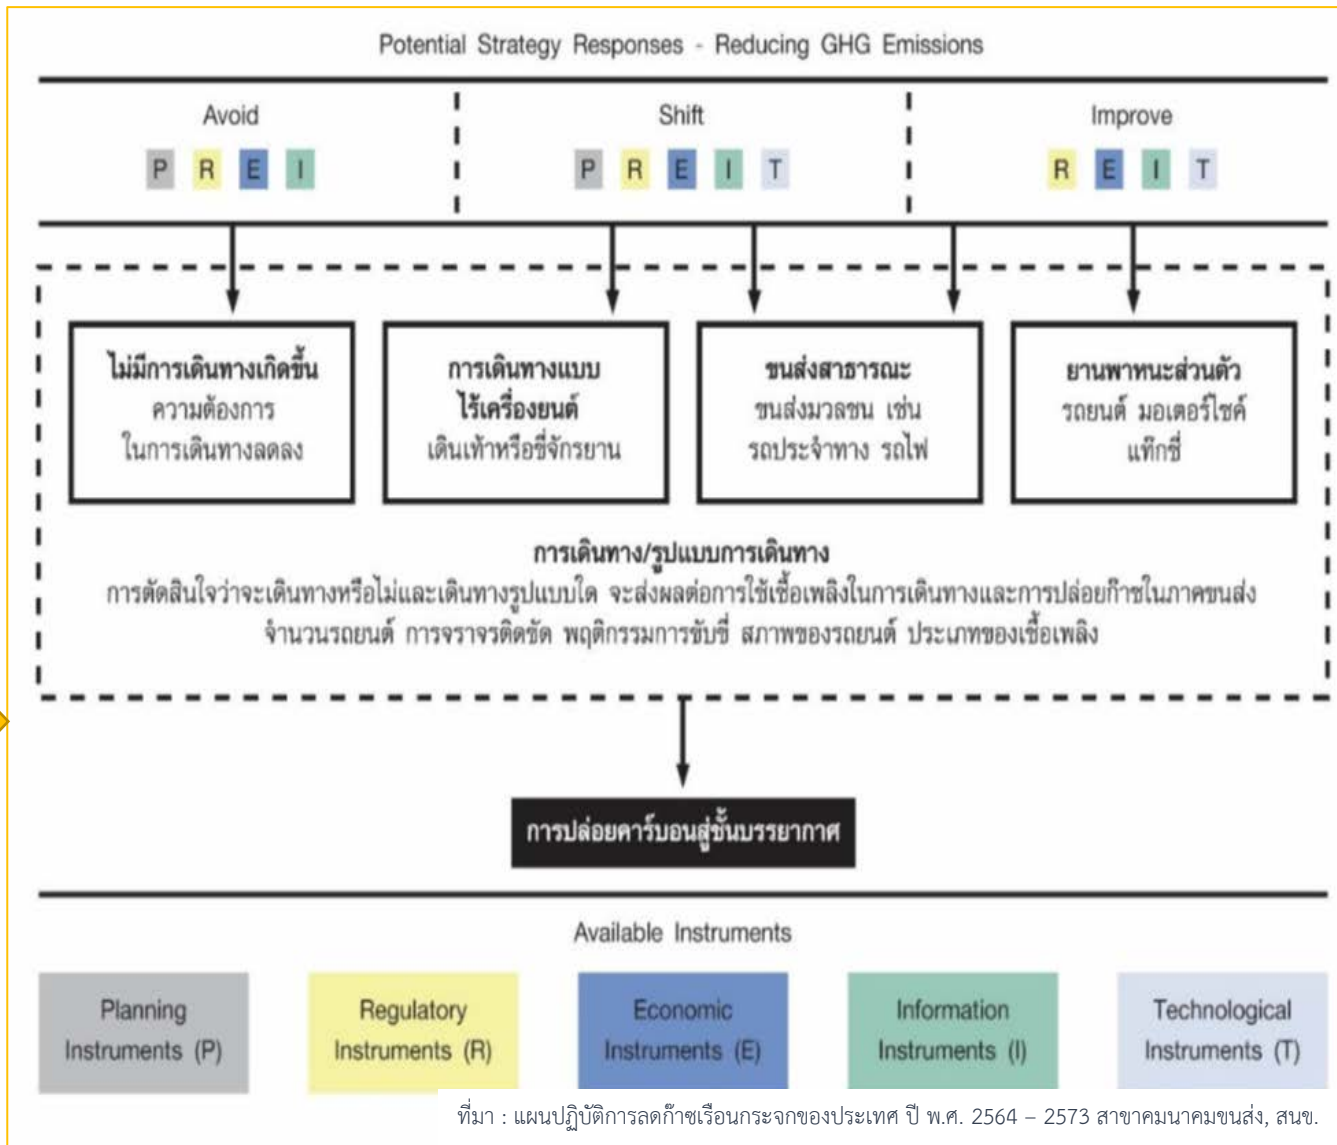 Potential Strategy Responses - Reducing GHG Emissions
Avoid
P R E I
Shift
P R E I T
Improve
R E I T
ไม่มีการเดินทางเกิดขึ้น
ความต้องการ
ในการเดินทางลดลง
การเดินทางแบบ
ไร้เครื่องยนต์
เดินเท้าหรือขี่จักรยาน
ขนส่งสาธารณะ
ขนส่งมวลชน เช่น
รถประจำทาง รถไฟ
ยานพาหนะส่วนตัว
รถยนต์ มอเตอร์ไซค์
แท๊กซี่
การเดินทาง/รูปแบบการเดินทาง
การตัดสินใจว่าจะเดินทางหรือไม่และเดินทางรูปแบบใด จะส่งผลต่อการใช้เชื้อเพลิงในการเดินทางและการปล่อยก๊าซในภาคขนส่ง
จำนวนรถยนต์ การจราจรติดขัด พฤติกรรมการขับขี่ สภาพของรถยนต์ ประเภทของเชื้อเพลิง
การปล่อยคาร์บอนสู่ชั้นบรรยากาศ
Available Instruments
Planning
Instruments (P)
Regulatory
Instruments (R)
Economic
Instruments (E)
Information
Instruments (I)
Technological
Instruments (T)
ที่มา : แผนปฏิบัติการลดก๊าซเรือนกระจกของประเทศ ปี พ.ศ. 2564 – 2573 สาขาคมนาคมขนส่ง, สนข.